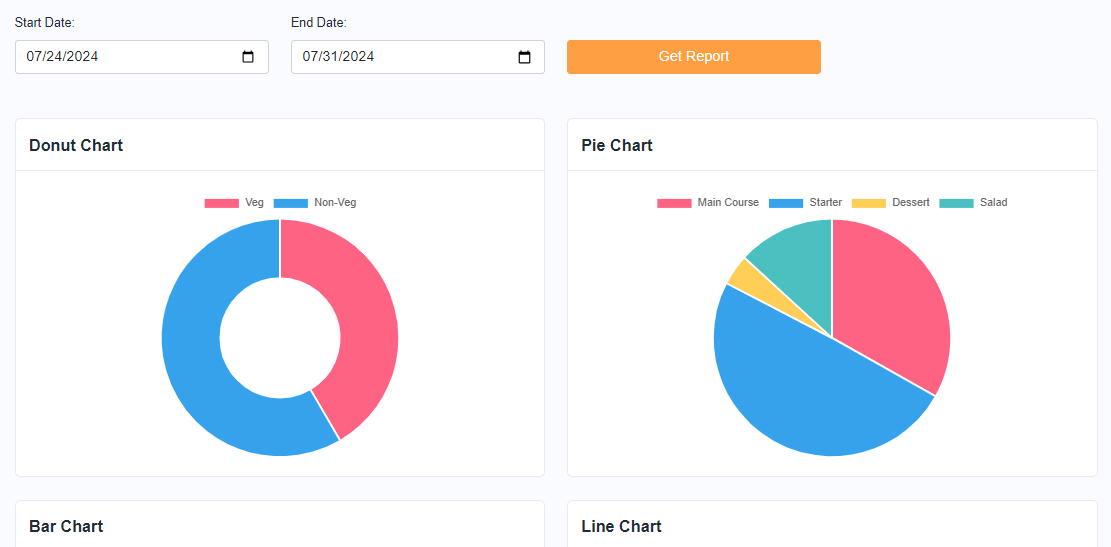 Start Date: End Date:
07/24/2024 07/31/2024 Get Report
Donut Chart
Veg Non-Veg
Pie Chart
Main Course Starter Dessert Salad
Bar Chart
Line Chart